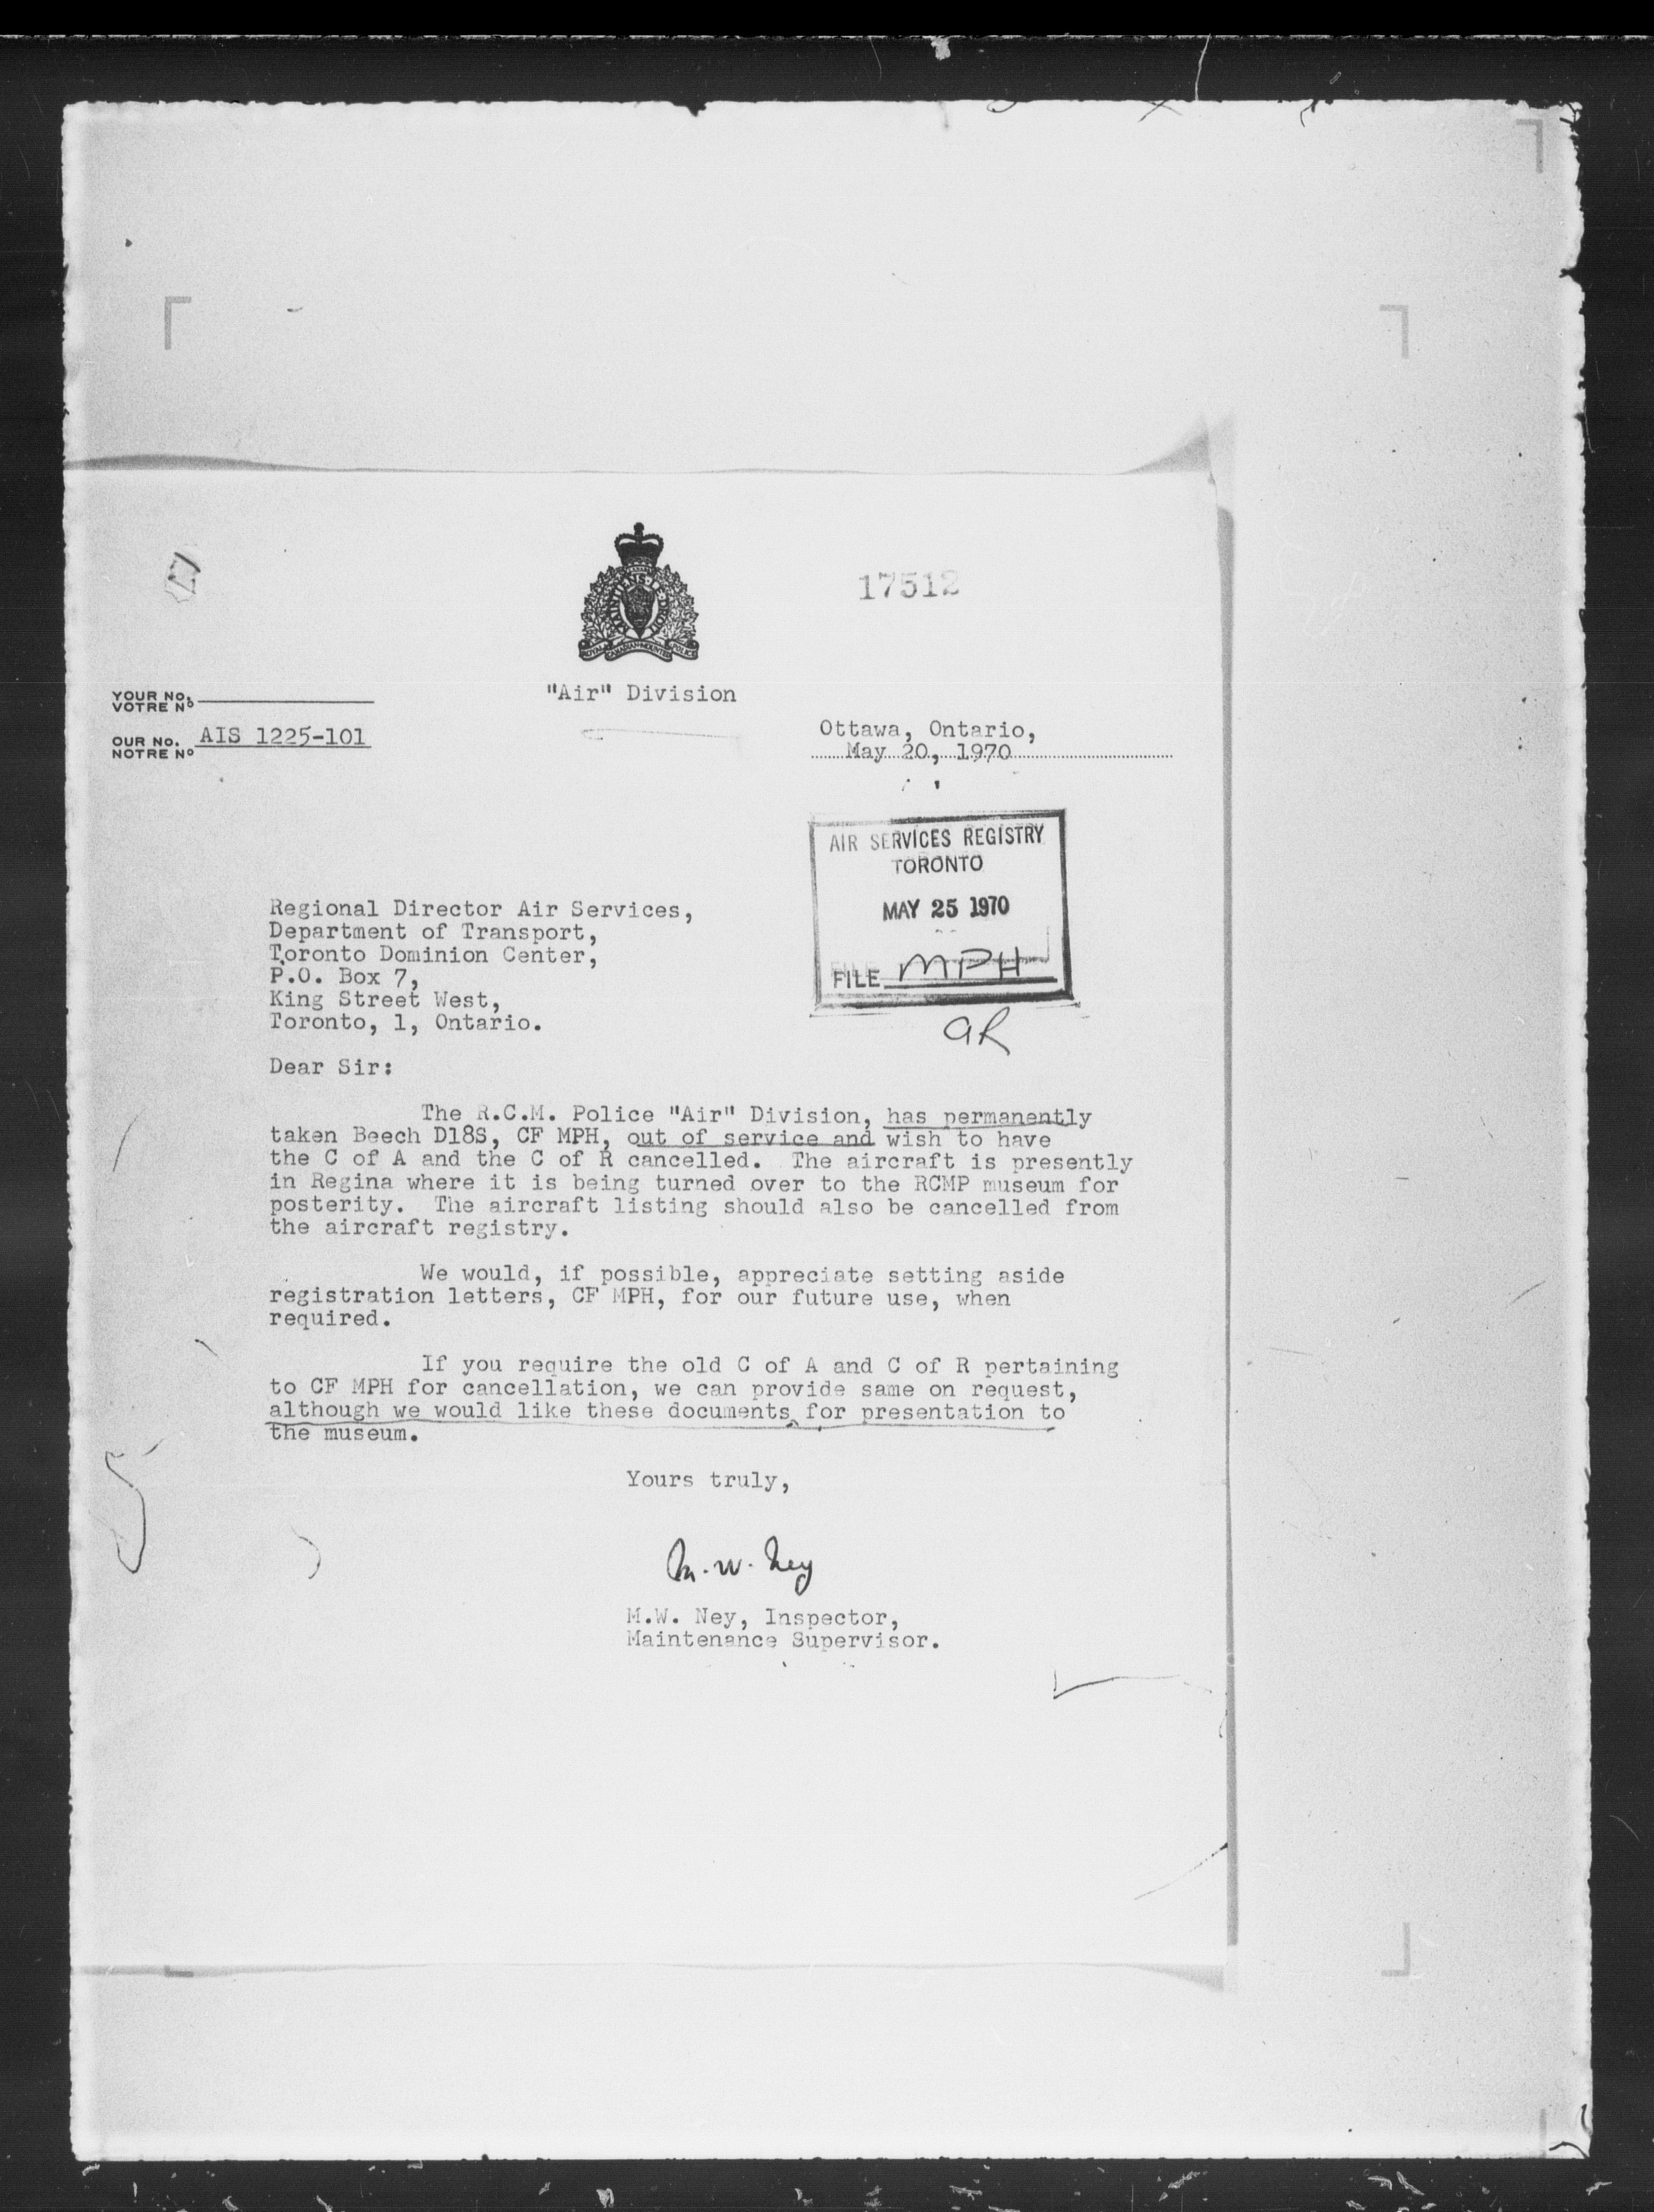 MAINTIENS LE DROIT
ROYAL CANADIAN MOUNTED POLICE
17512
"Air" Division
YOUR No.
VOTRE No
OUR No. AIS 1225-101
NOTRE No
Ottawa, Ontario,
May 20, 1970
AIR SERVICES REGISTRY
TORONTO
MAY 25 1970
FILE MPH
Regional Director Air Services,
Department of Transport,
Toronto Dominion Center,
P.O. Box 7,
King Street West,
Toronto, 1, Ontario.
Dear Sir:
The R.C.M. Police "Air" Division, has permanently
taken Beech D18S, CF MPH, out of service and wish to have
the C of A and the C of R cancelled. The aircraft is presently
in Regina where it is being turned over to the RCMP museum for
posterity. The aircraft listing should also be cancelled from
the aircraft registry.
We would, if possible, appreciate setting aside
registration letters, CF MPH, for our future use, when
required.
If you require the old C of A and C of R pertaining
to CF MPH for cancellation, we can provide same on request,
although we would like these documents for presentation to
the museum.
Yours truly,
M.W. Ney
M.W. Ney, Inspector,
Maintenance Supervisor.